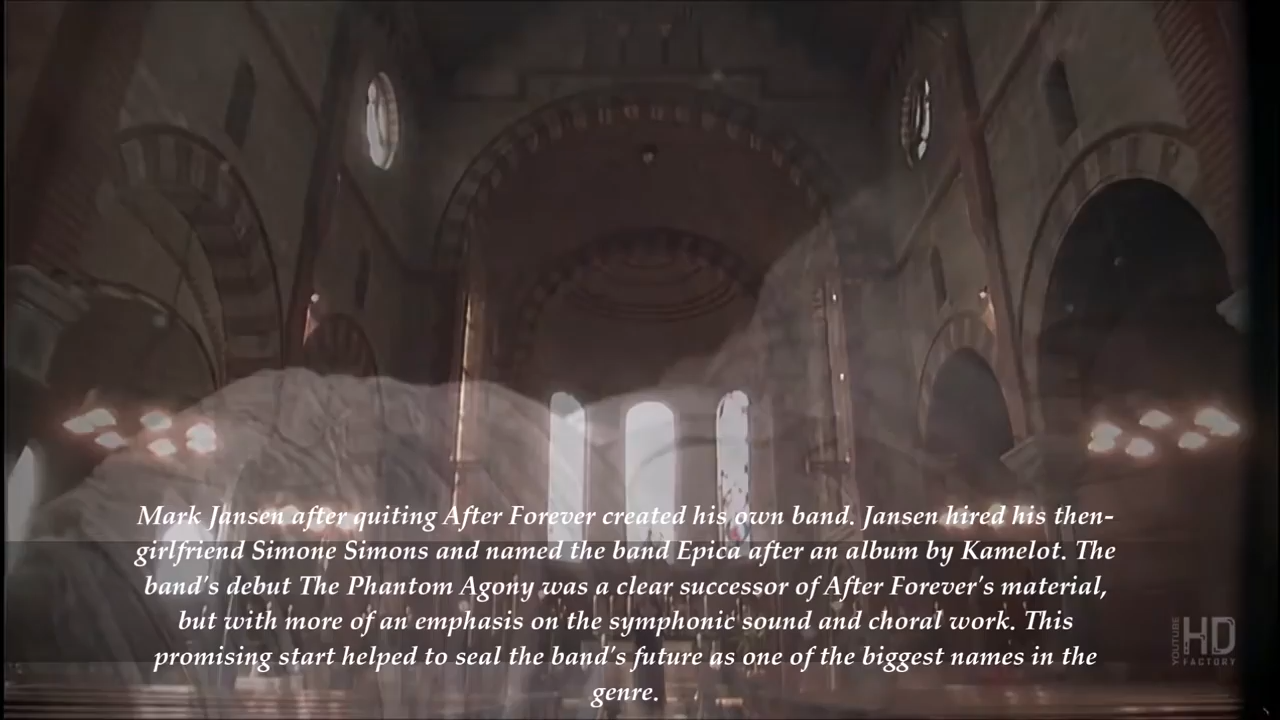 Mark Jansen after quiting After Forever created his own band. Jansen hired his then-
girlfriend Simone Simons and named the band Epica after an album by Kamelot. The
band's debut The Phantom Agony was a clear successor of After Forever's material,
but with more of an emphasis on the symphonic sound and choral work. This
promising start helped to seal the band's future as one of the biggest names in the
genre.
YOUTUBE
HD
FACTORY